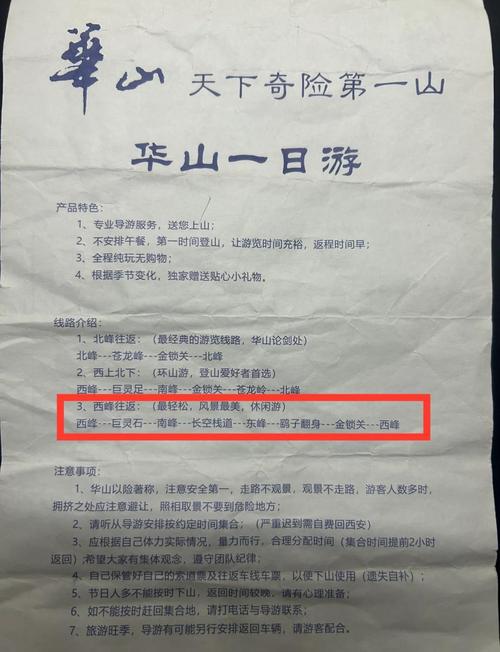 華山 天下奇险第一山
华山一日游
产品特色：
1、专业导游服务，送您上山；
2、不安排午餐，第一时间登山，让游览时间充裕，返程时间早；
3、全程纯玩无购物；
4、根据季节变化，独家赠送贴心小礼物。
线路介绍：
1、北峰往返：（最经典的游览线路，华山论剑处）
北峰---苍龙岭---金锁关---北峰
2、西上北下：（环山游，登山爱好者首选）
西峰---巨灵足---南峰---金锁关---苍龙岭---北峰
3、西峰往返：（最轻松，风景最美，休闲游）
西峰---巨灵石---南峰---长空栈道---东峰---鹞子翻身---金锁关---西峰
注意事项：
1、华山以险著称，注意安全第一，走路不观景，观景不走路，游客人数多时，
拥挤之处应注意避让，照相取景不要到危险地方；
2、请听从导游安排按约定时间集合；（严重迟到需自费回西安）
3、应根据自己体力实际情况，量力而行，合理分配时间（集合时间提前2小时
返回）;希望大家有集体观念，遵守团队纪律；
4、自己保管好自己的索道票及往返车线车票，以便下山使用（遗失自补）；
5、节日人多不能按时下山，返回时间较晚，请有心理准备；
6、如不能按时赶回集合地，请打电话与导游联系；
7、旅游旺季，导游有可能另行安排返回车辆，请游客配合。